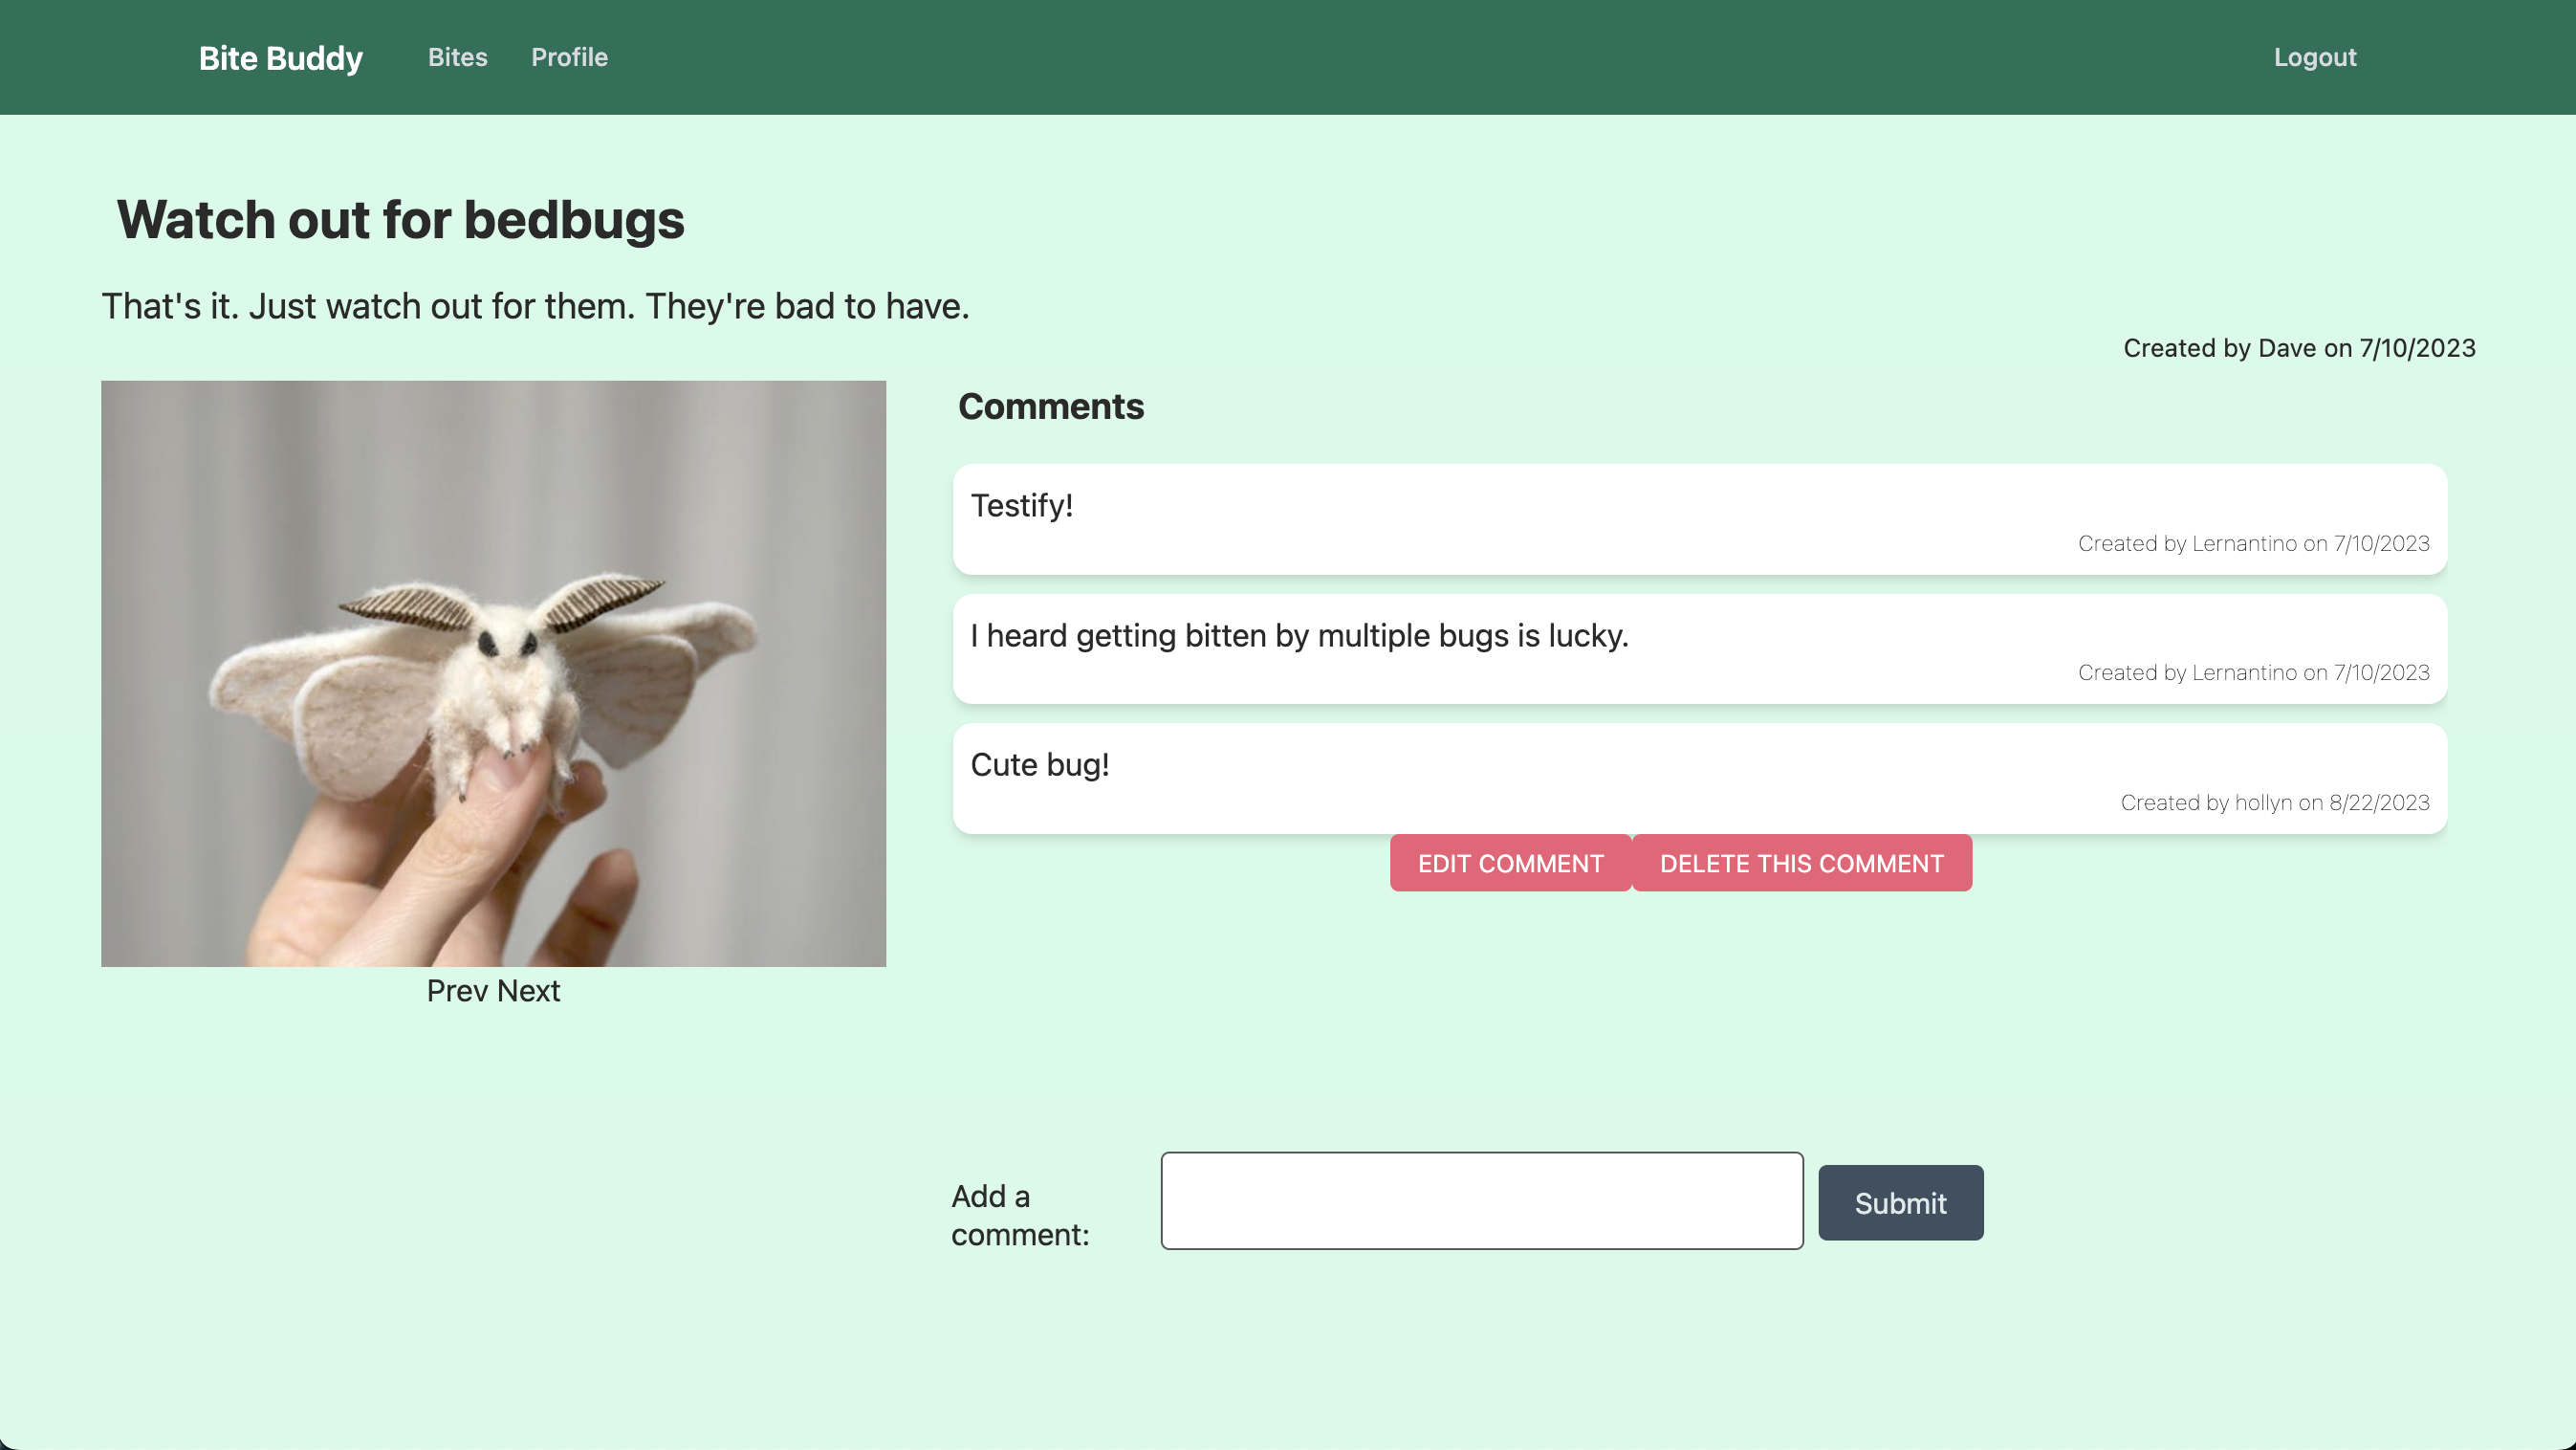 Bite Buddy Bites Profile Logout
Watch out for bedbugs
That's it. Just watch out for them. They're bad to have.
Created by Dave on 7/10/2023
Comments
Testify!
Created by Lernantino on 7/10/2023
I heard getting bitten by multiple bugs is lucky.
Created by Lernantino on 7/10/2023
Cute bug!
Created by hollyn on 8/22/2023
EDIT COMMENT DELETE THIS COMMENT
Prev Next
Add a
comment:
Submit